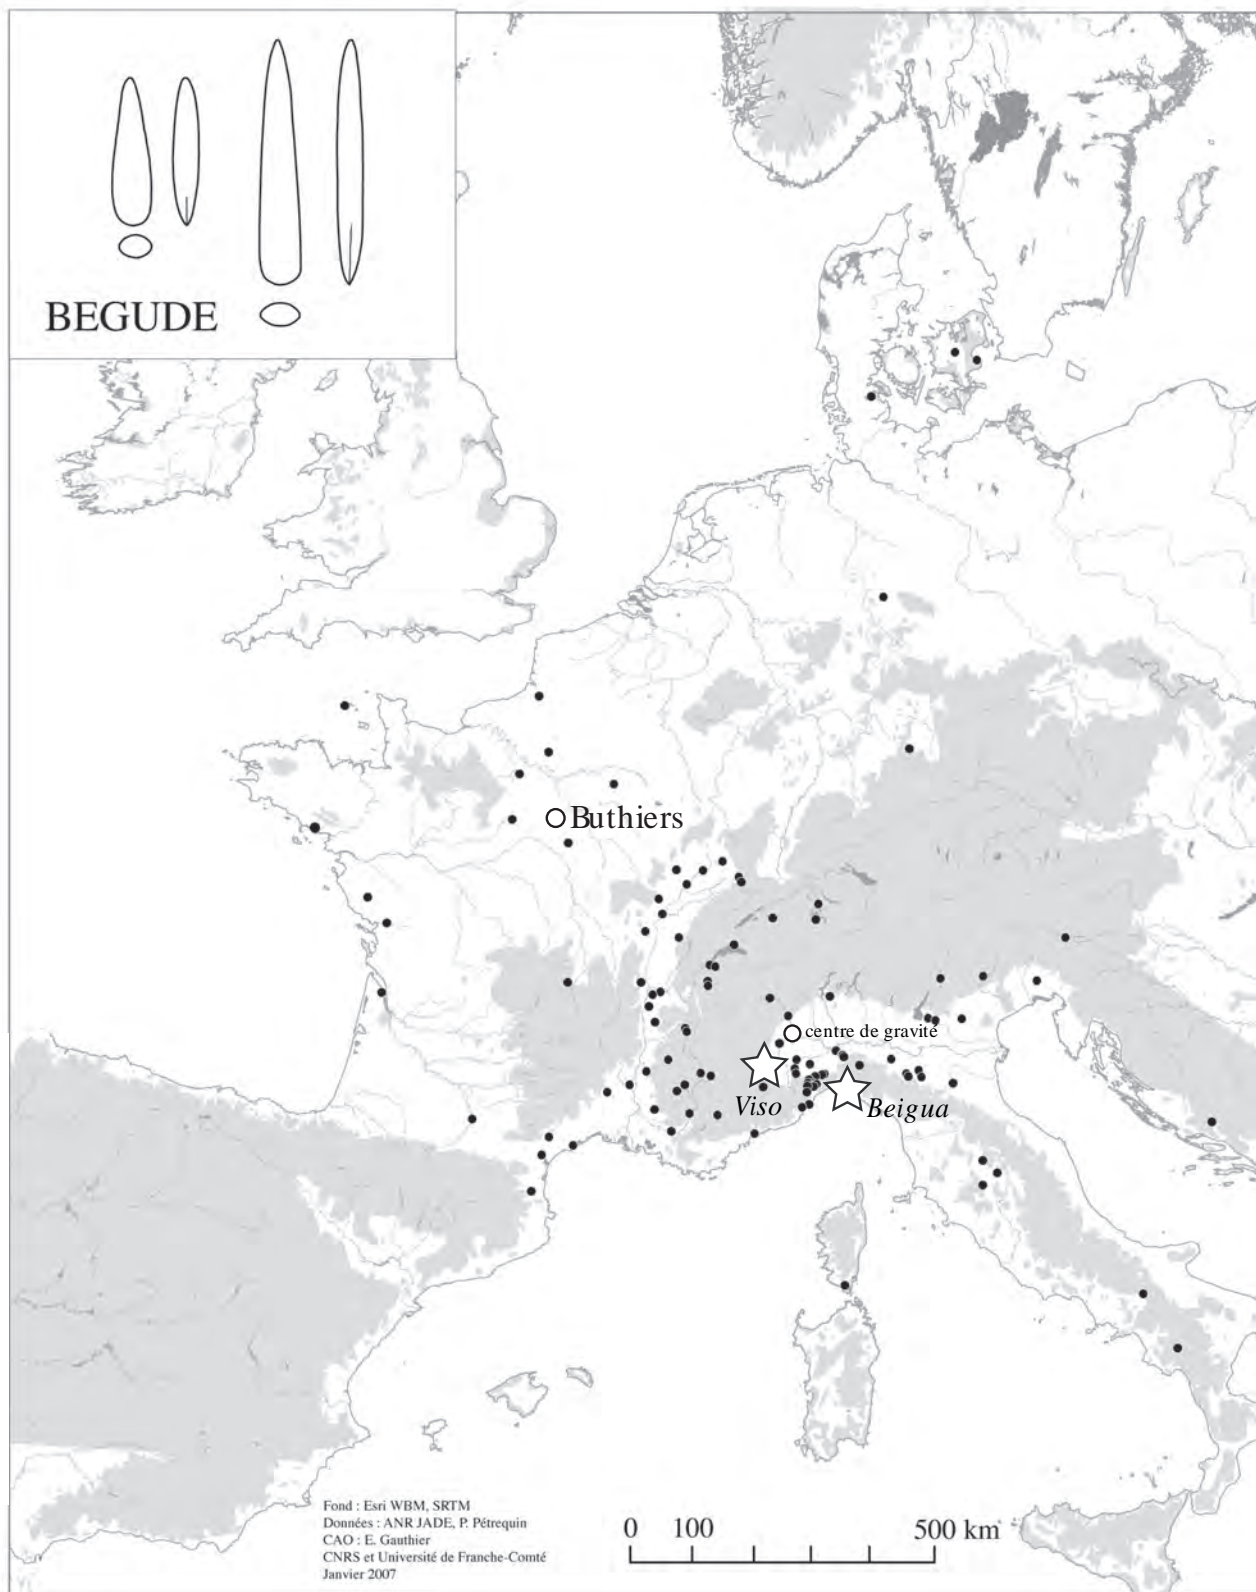 BEGUDE
Buthiers
centre de gravité
Viso
Beigua
Fond : Esri WBM, SRTM
Données : ANR JADE, P. Pétrequin
CAO : E. Gauthier
CNRS et Université de Franche-Comté
Janvier 2007
0 100 500 km